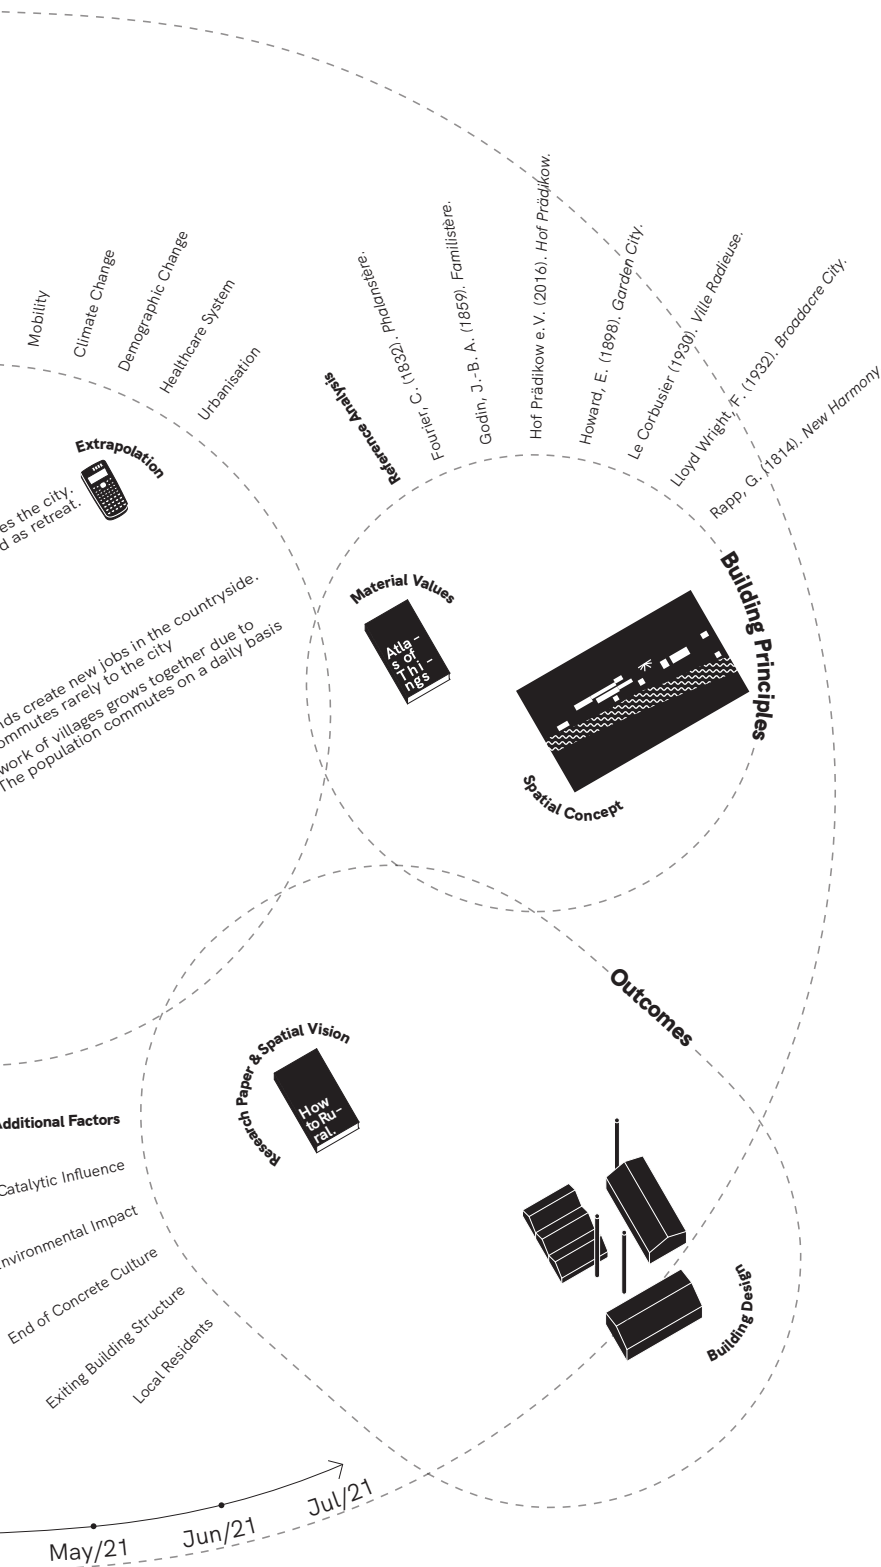 Mobility
Climate Change
Demographic Change
Healthcare System
Urbanisation
Extrapolation
es the city.
d as retreat.
nds create new jobs in the countryside.
ommutes rarely to the city
work of villages grows together due to
The population commutes on a daily basis
Reference Analysis
Fourier, C. (1832). Phalanstère.
Godin, J.-B. A. (1859). Familistère.
Hof Prädikow e.V. (2016). Hof Prädikow.
Howard, E. (1898). Garden City.
Le Corbusier (1930). Ville Radieuse.
Lloyd Wright, F. (1932). Broadacre City.
Rapp, G. (1814). New Harmony
Building Principles
Material Values
Atla-
s of
Thi-
ngs
Spatial Concept
Outcomes
Research Paper & Spatial Vision
How
to Ru-
ral.
Building Design
Additional Factors
Catalytic Influence
nvironmental Impact
End of Concrete Culture
Exiting Building Structure
Local Residents
May/21
Jun/21
Jul/21